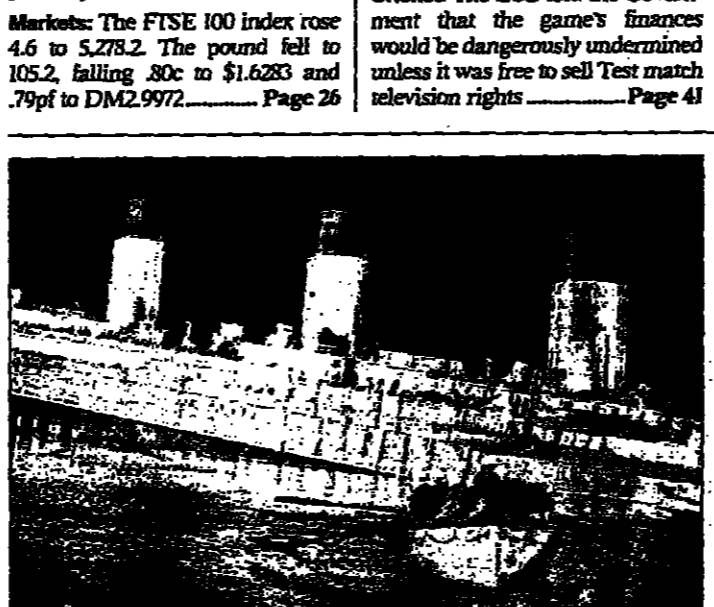 Markets: The FTSE 100 index rose
4.6 to 5,278.2. The pound fell to
105.2, falling .80c to $1.6283 and
.79pf to DM2.9972.............. Page 26
ment that the game's finances
would be dangerously undermined
unless it was free to sell Test match
television rights ..................Page 41